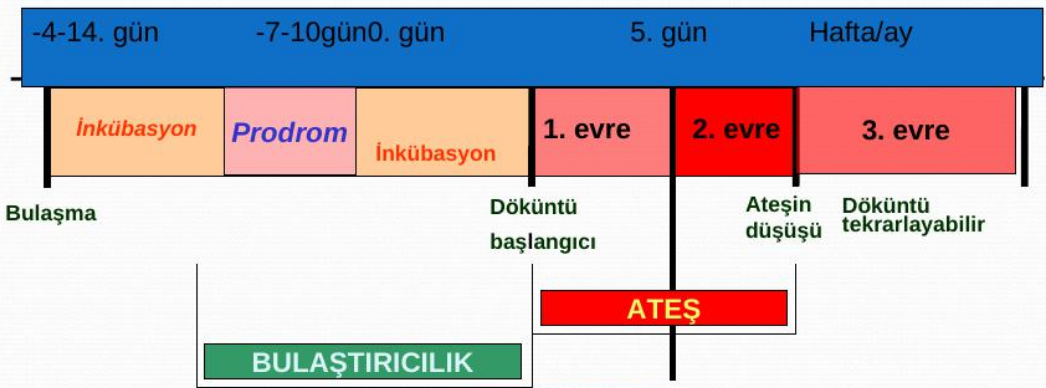 -4-14. gün -7-10gün0. gün 5. gün Hafta/ay
İnkübasyon Prodrom İnkübasyon 1. evre 2. evre 3. evre
Bulaşma
Döküntü
başlangıcı
Ateşin
düşüşü
Döküntü
tekrarlayabilir
ATEŞ
BULAŞTIRICILIK